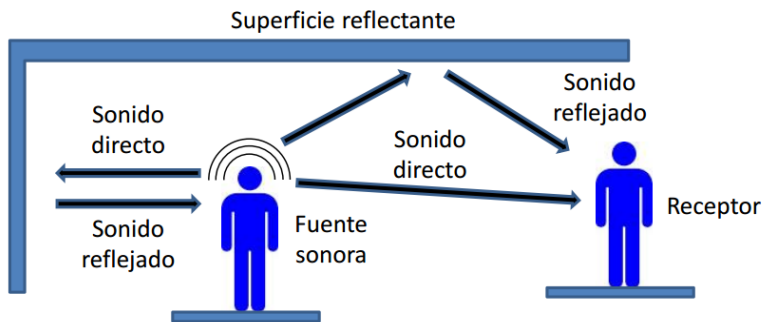 Superficie reflectante
Sonido
directo
Sonido
reflejado
Sonido
directo
Sonido
reflejado
Fuente
sonora
Receptor